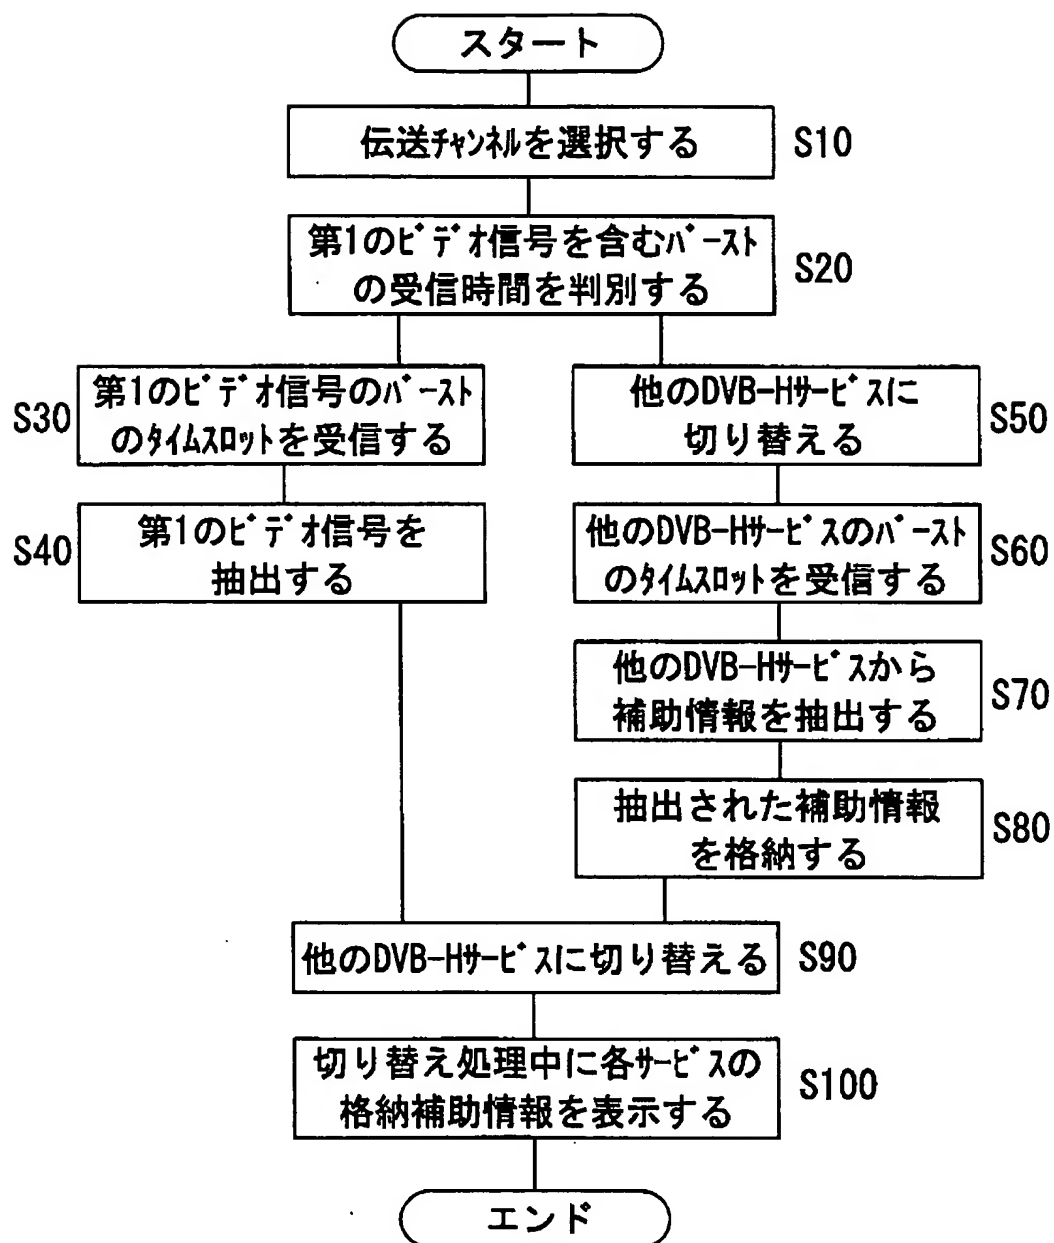 スタート
伝送ﾁｬﾝﾈﾙを選択する
S10
第1のﾋﾞﾃﾞｵ信号を含むﾊﾞｰｽﾄ
の受信時間を判別する
S20
S30
第1のﾋﾞﾃﾞｵ信号のﾊﾞｰｽﾄ
のﾀｲﾑｽﾛｯﾄを受信する
他のDVB-Hｻｰﾋﾞｽに
切り替える
S50
S40
第1のﾋﾞﾃﾞｵ信号を
抽出する
他のDVB-Hｻｰﾋﾞｽのﾊﾞｰｽﾄ
のﾀｲﾑｽﾛｯﾄを受信する
S60
他のDVB-Hｻｰﾋﾞｽから
補助情報を抽出する
S70
抽出された補助情報
を格納する
S80
他のDVB-Hｻｰﾋﾞｽに切り替える
S90
切り替え処理中に各ｻｰﾋﾞｽの
格納補助情報を表示する
S100
エンド